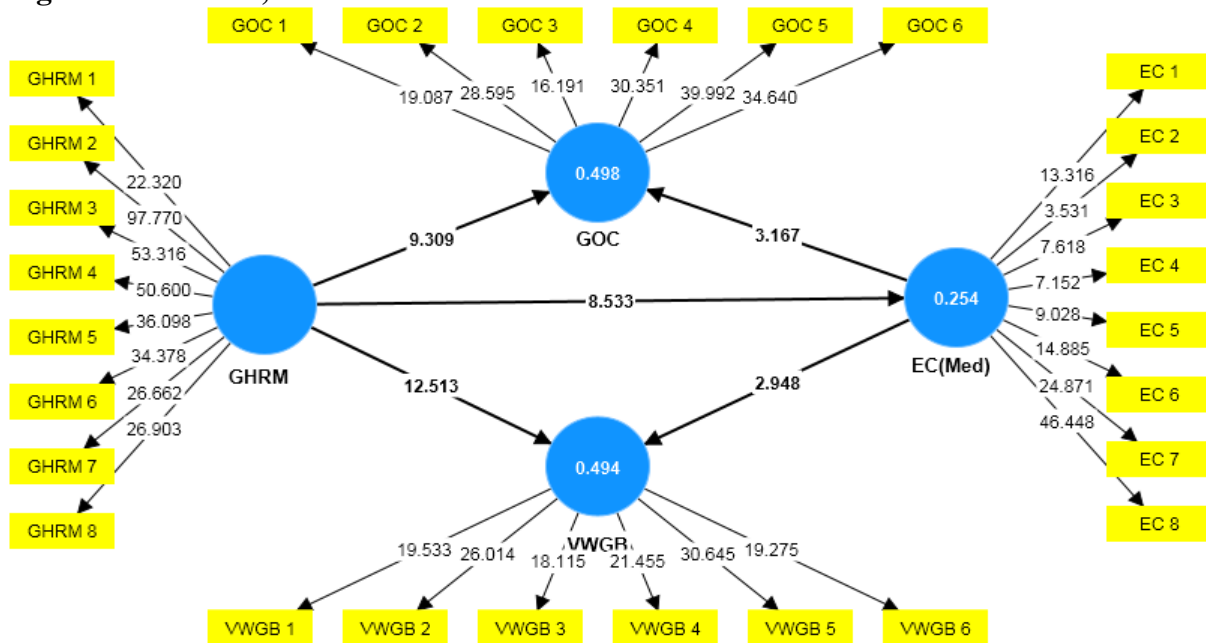 GOC 1 GOC 2 GOC 3 GOC 4 GOC 5 GOC 6
19.087 28.595 16.191 30.351 39.992 34.640
GHRM 1
GHRM 2
GHRM 3
GHRM 4
GHRM 5
GHRM 6
GHRM 7
GHRM 8
22.320
97.770
53.316
50.600
36.098
34.378
26.662
26.903
GHRM
0.498
GOC
9.309
3.167
8.533
12.513
2.948
0.254
EC(Med)
13.316
3.531
7.618
7.152
9.028
14.885
24.871
46.448
EC 1
EC 2
EC 3
EC 4
EC 5
EC 6
EC 7
EC 8
0.494
VWGB
19.533 26.014 18.115 21.455 30.645 19.275
VWGB 1 VWGB 2 VWGB 3 VWGB 4 VWGB 5 VWGB 6